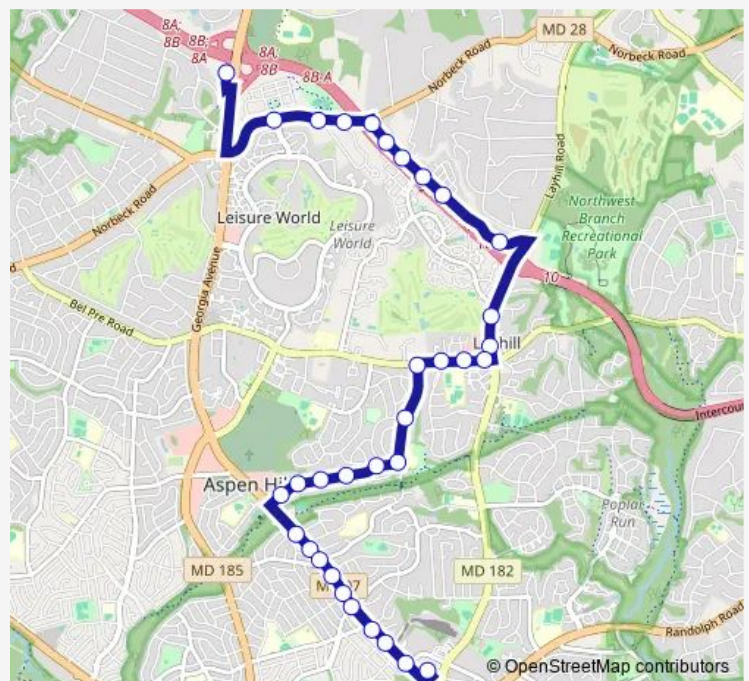 MD 28
8A;
8B
8B;
8A
8A;
8B
8B A
Norbeck Road
Norbeck Road
Layhill Road
Northwest
Branch
Recreational
Park
Leisure World
Leisure
World
Norbeck Road
Georgia Avenue
10
Bel Pre Road
Intercou
Aspen Hi
Poplar
Run
MD 185
MD 182
Randolph Road
© OpenStreetMap contributors